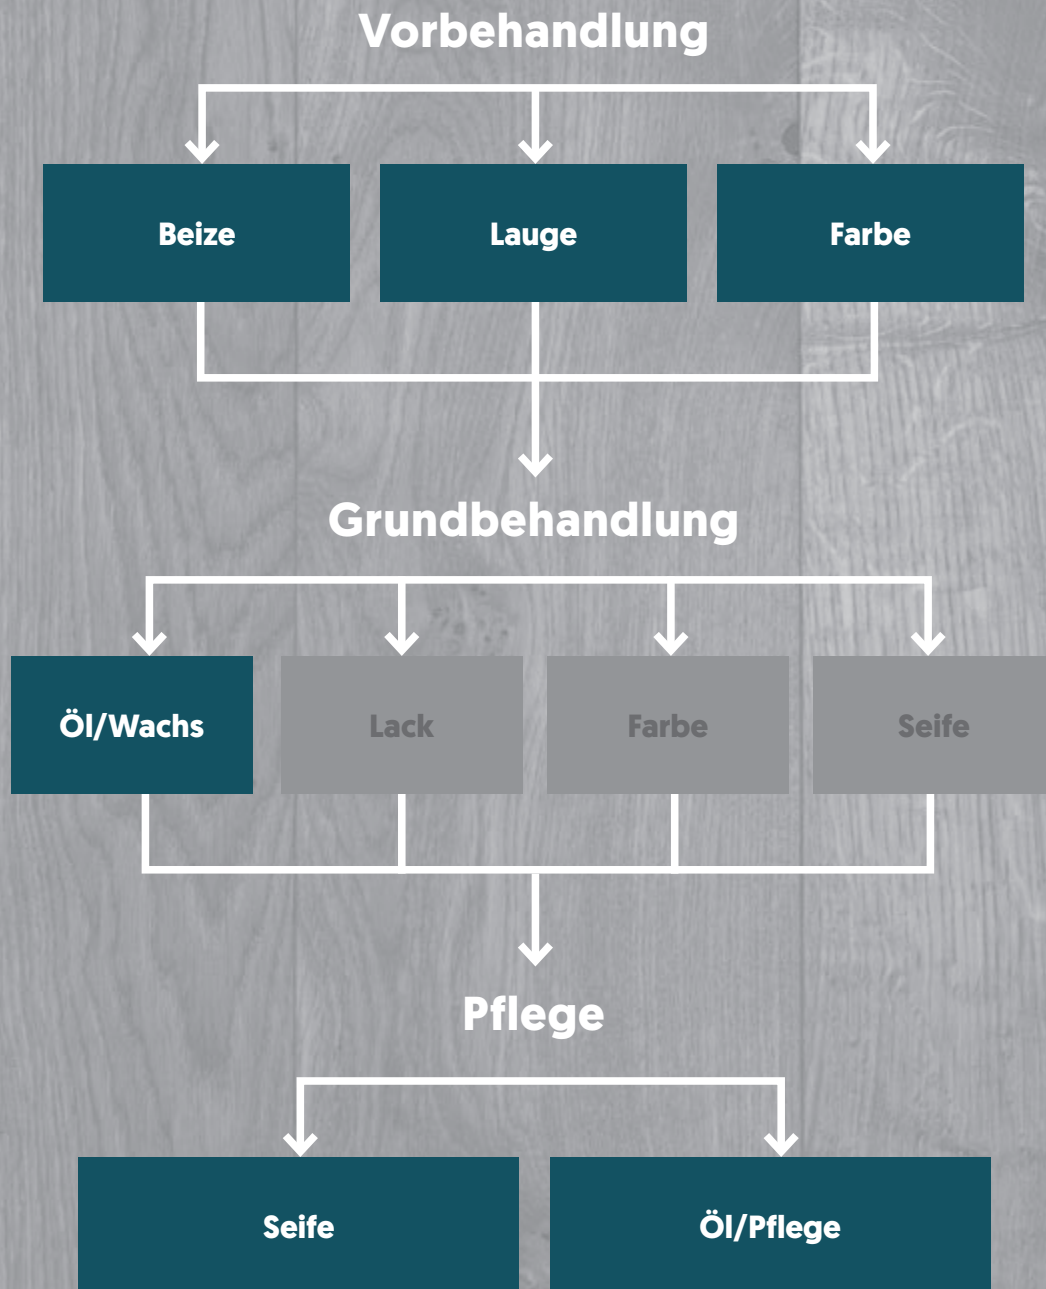 Vorbehandlung
Beize
Lauge
Farbe
Grundbehandlung
Öl/Wachs
Lack
Farbe
Seife
Pflege
Seife
Öl/Pflege